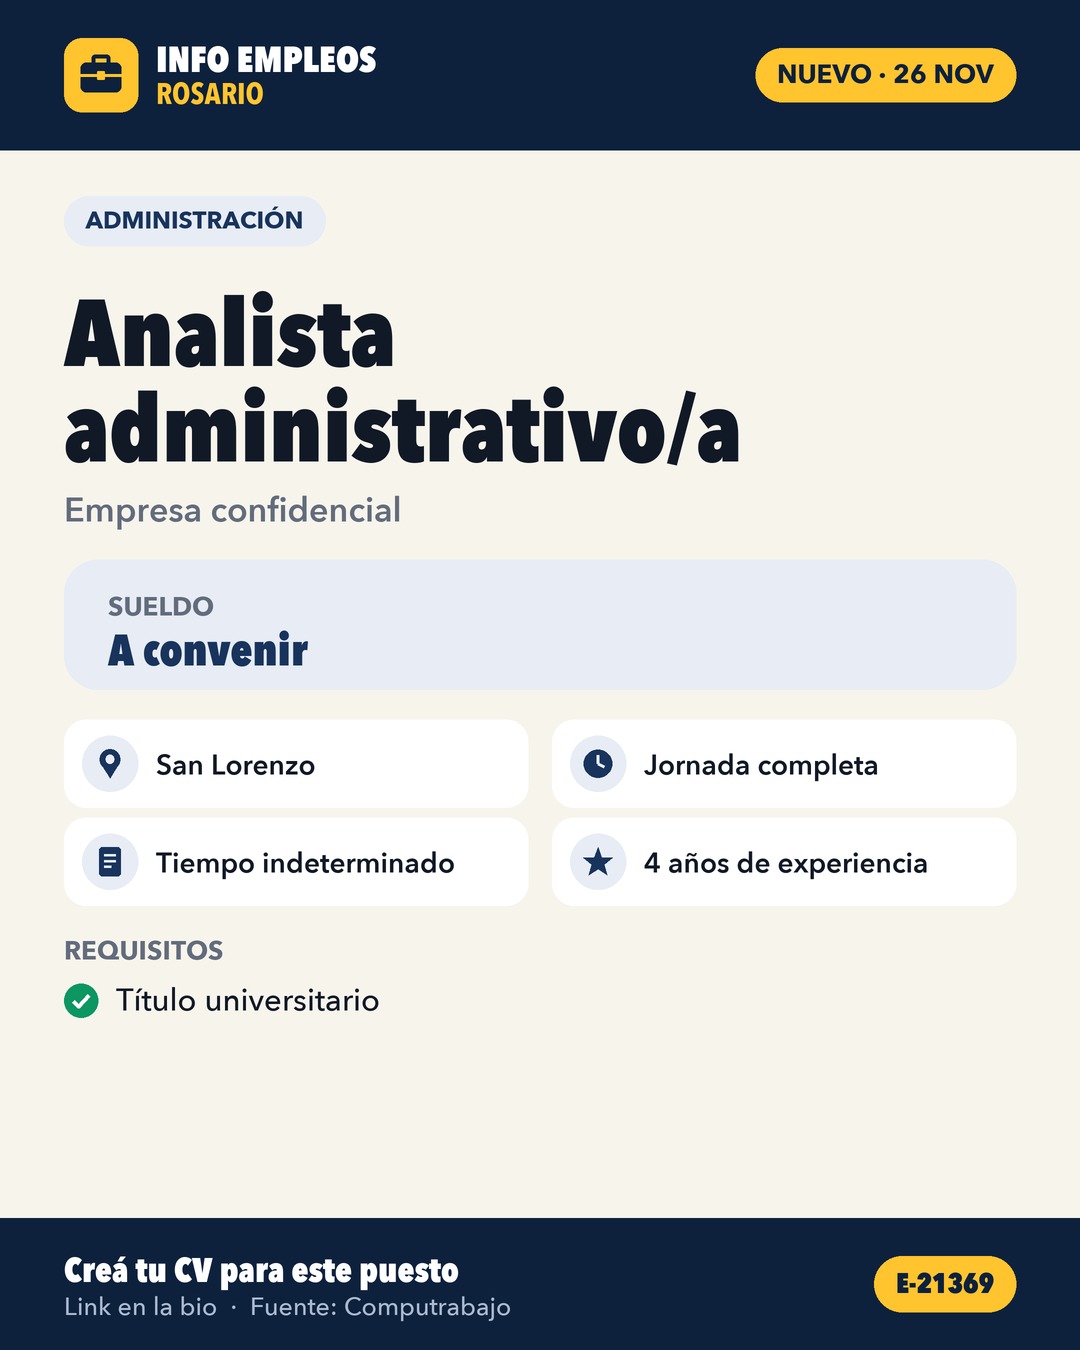 INFO EMPLEOS
ROSARIO
NUEVO · 26 NOV
ADMINISTRACIÓN
Analista
administrativo/a
Empresa confidencial
SUELDO
A convenir
San Lorenzo
Jornada completa
Tiempo indeterminado
4 años de experiencia
REQUISITOS
Título universitario
Creá tu CV para este puesto
Link en la bio · Fuente: Computrabajo
E-21369